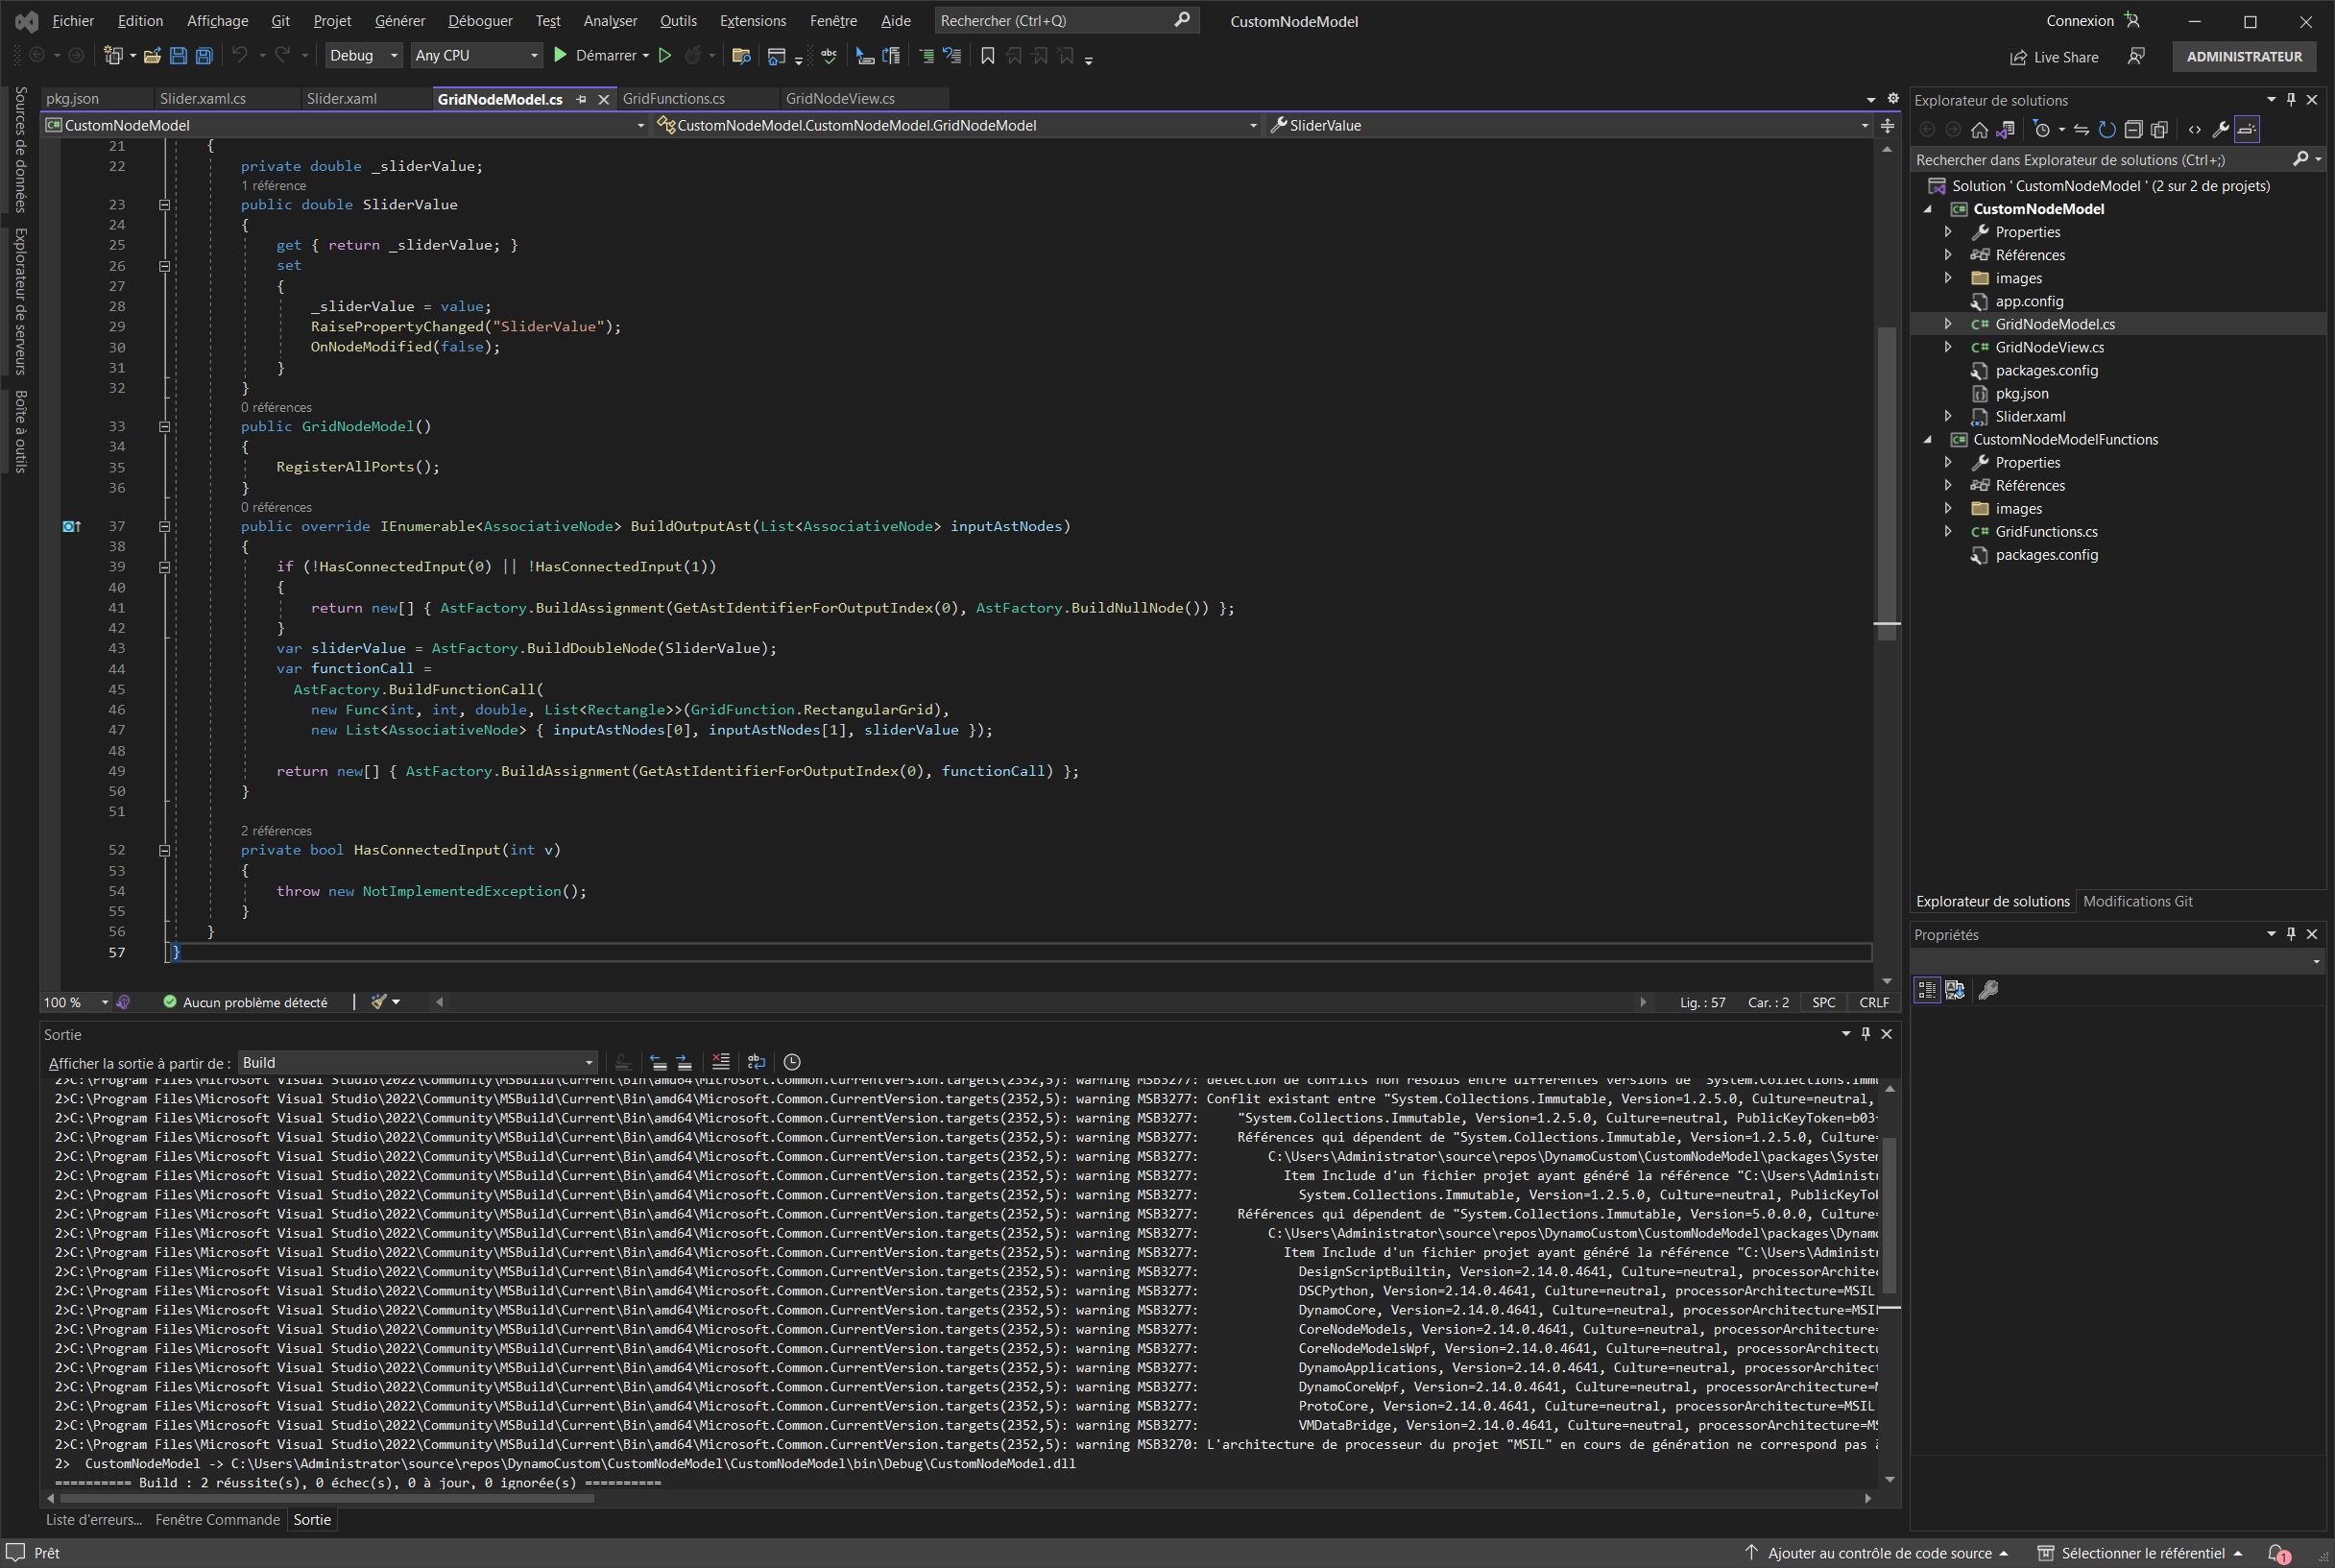 Fichier Edition Affichage Git Projet Générer Déboguer Test Analyser Outils Extensions Fenêtre Aide Rechercher (Ctrl+Q) CustomNodeModel Connexion
Debug Any CPU Démarrer Live Share ADMINISTRATEUR
Sources de données
Explorateur de serveurs
Boîte à outils
pkg.json Slider.xaml.cs Slider.xaml GridNodeModel.cs GridFunctions.cs GridNodeView.cs
CustomNodeModel CustomNodeModel.CustomNodeModel.GridNodeModel SliderValue
21 {
22 private double _sliderValue;
1 référence
23 public double SliderValue
24 {
25 get { return _sliderValue; }
26 set
27 {
28 _sliderValue = value;
29 RaisePropertyChanged("SliderValue");
30 OnNodeModified(false);
31 }
32 }
0 références
33 public GridNodeModel()
34 {
35 RegisterAllPorts();
36 }
0 références
37 public override IEnumerable<AssociativeNode> BuildOutputAst(List<AssociativeNode> inputAstNodes)
38 {
39 if (!HasConnectedInput(0) || !HasConnectedInput(1))
40 {
41 return new[] { AstFactory.BuildAssignment(GetAstIdentifierForOutputIndex(0), AstFactory.BuildNullNode()) };
42 }
43 var sliderValue = AstFactory.BuildDoubleNode(SliderValue);
44 var functionCall =
45 AstFactory.BuildFunctionCall(
46 new Func<int, int, double, List<Rectangle>>(GridFunction.RectangularGrid),
47 new List<AssociativeNode> { inputAstNodes[0], inputAstNodes[1], sliderValue });
48
49 return new[] { AstFactory.BuildAssignment(GetAstIdentifierForOutputIndex(0), functionCall) };
50 }
51
2 références
52 private bool HasConnectedInput(int v)
53 {
54 throw new NotImplementedException();
55 }
56 }
57 }
100 % Aucun problème détecté Lig. : 57 Car. : 2 SPC CRLF
Sortie
Afficher la sortie à partir de : Build
2>C:\Program Files\Microsoft Visual Studio\2022\Community\MSBuild\Current\Bin\amd64\Microsoft.Common.CurrentVersion.targets(2352,5): warning MSB3277: détection de conflits non résolus entre différentes versions de "System.Collections.Immu
2>C:\Program Files\Microsoft Visual Studio\2022\Community\MSBuild\Current\Bin\amd64\Microsoft.Common.CurrentVersion.targets(2352,5): warning MSB3277: Conflit existant entre "System.Collections.Immutable, Version=1.2.5.0, Culture=neutral,
2>C:\Program Files\Microsoft Visual Studio\2022\Community\MSBuild\Current\Bin\amd64\Microsoft.Common.CurrentVersion.targets(2352,5): warning MSB3277: "System.Collections.Immutable, Version=1.2.5.0, Culture=neutral, PublicKeyToken=b03
2>C:\Program Files\Microsoft Visual Studio\2022\Community\MSBuild\Current\Bin\amd64\Microsoft.Common.CurrentVersion.targets(2352,5): warning MSB3277: Références qui dépendent de "System.Collections.Immutable, Version=1.2.5.0, Culture=
2>C:\Program Files\Microsoft Visual Studio\2022\Community\MSBuild\Current\Bin\amd64\Microsoft.Common.CurrentVersion.targets(2352,5): warning MSB3277: C:\Users\Administrator\source\repos\DynamoCustom\CustomNodeModel\packages\System
2>C:\Program Files\Microsoft Visual Studio\2022\Community\MSBuild\Current\Bin\amd64\Microsoft.Common.CurrentVersion.targets(2352,5): warning MSB3277: Item Include d'un fichier projet ayant généré la référence "C:\Users\Administr
2>C:\Program Files\Microsoft Visual Studio\2022\Community\MSBuild\Current\Bin\amd64\Microsoft.Common.CurrentVersion.targets(2352,5): warning MSB3277: System.Collections.Immutable, Version=1.2.5.0, Culture=neutral, PublicKeyTok
2>C:\Program Files\Microsoft Visual Studio\2022\Community\MSBuild\Current\Bin\amd64\Microsoft.Common.CurrentVersion.targets(2352,5): warning MSB3277: Références qui dépendent de "System.Collections.Immutable, Version=5.0.0.0, Culture=
2>C:\Program Files\Microsoft Visual Studio\2022\Community\MSBuild\Current\Bin\amd64\Microsoft.Common.CurrentVersion.targets(2352,5): warning MSB3277: C:\Users\Administrator\source\repos\DynamoCustom\CustomNodeModel\packages\Dynamo
2>C:\Program Files\Microsoft Visual Studio\2022\Community\MSBuild\Current\Bin\amd64\Microsoft.Common.CurrentVersion.targets(2352,5): warning MSB3277: Item Include d'un fichier projet ayant généré la référence "C:\Users\Administr
2>C:\Program Files\Microsoft Visual Studio\2022\Community\MSBuild\Current\Bin\amd64\Microsoft.Common.CurrentVersion.targets(2352,5): warning MSB3277: DesignScriptBuiltin, Version=2.14.0.4641, Culture=neutral, processorArchitec
2>C:\Program Files\Microsoft Visual Studio\2022\Community\MSBuild\Current\Bin\amd64\Microsoft.Common.CurrentVersion.targets(2352,5): warning MSB3277: DSCPython, Version=2.14.0.4641, Culture=neutral, processorArchitecture=MSIL
2>C:\Program Files\Microsoft Visual Studio\2022\Community\MSBuild\Current\Bin\amd64\Microsoft.Common.CurrentVersion.targets(2352,5): warning MSB3277: DynamoCore, Version=2.14.0.4641, Culture=neutral, processorArchitecture=MSI
2>C:\Program Files\Microsoft Visual Studio\2022\Community\MSBuild\Current\Bin\amd64\Microsoft.Common.CurrentVersion.targets(2352,5): warning MSB3277: CoreNodeModels, Version=2.14.0.4641, Culture=neutral, processorArchitecture=
2>C:\Program Files\Microsoft Visual Studio\2022\Community\MSBuild\Current\Bin\amd64\Microsoft.Common.CurrentVersion.targets(2352,5): warning MSB3277: CoreNodeModelsWpf, Version=2.14.0.4641, Culture=neutral, processorArchitectu
2>C:\Program Files\Microsoft Visual Studio\2022\Community\MSBuild\Current\Bin\amd64\Microsoft.Common.CurrentVersion.targets(2352,5): warning MSB3277: DynamoApplications, Version=2.14.0.4641, Culture=neutral, processorArchitect
2>C:\Program Files\Microsoft Visual Studio\2022\Community\MSBuild\Current\Bin\amd64\Microsoft.Common.CurrentVersion.targets(2352,5): warning MSB3277: DynamoCoreWpf, Version=2.14.0.4641, Culture=neutral, processorArchitecture=M
2>C:\Program Files\Microsoft Visual Studio\2022\Community\MSBuild\Current\Bin\amd64\Microsoft.Common.CurrentVersion.targets(2352,5): warning MSB3277: ProtoCore, Version=2.14.0.4641, Culture=neutral, processorArchitecture=MSIL
2>C:\Program Files\Microsoft Visual Studio\2022\Community\MSBuild\Current\Bin\amd64\Microsoft.Common.CurrentVersion.targets(2352,5): warning MSB3277: VMDataBridge, Version=2.14.0.4641, Culture=neutral, processorArchitecture=MS
2>C:\Program Files\Microsoft Visual Studio\2022\Community\MSBuild\Current\Bin\amd64\Microsoft.Common.CurrentVersion.targets(2352,5): warning MSB3270: L'architecture de processeur du projet "MSIL" en cours de génération ne correspond pas à
2> CustomNodeModel -> C:\Users\Administrator\source\repos\DynamoCustom\CustomNodeModel\CustomNodeModel\bin\Debug\CustomNodeModel.dll
========== Build : 2 réussite(s), 0 échec(s), 0 à jour, 0 ignorée(s) ==========
Liste d'erreurs... Fenêtre Commande Sortie
Explorateur de solutions
Rechercher dans Explorateur de solutions (Ctrl+;)
Solution ' CustomNodeModel ' (2 sur 2 de projets)
CustomNodeModel
Properties
Références
images
app.config
GridNodeModel.cs
GridNodeView.cs
packages.config
pkg.json
Slider.xaml
CustomNodeModelFunctions
Properties
Références
images
GridFunctions.cs
packages.config
Explorateur de solutions Modifications Git
Propriétés
Prêt Ajouter au contrôle de code source Sélectionner le référentiel 1